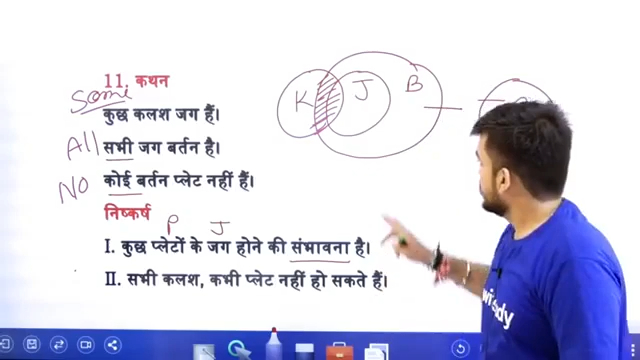 11. कथन
Some
कुछ कलश जग हैं।
All
सभी जग बर्तन है।
NO
कोई बर्तन प्लेट नहीं हैं।
निष्कर्ष
P J
I. कुछ प्लेटों के जग होने की संभावना है।
II. सभी कलश, कभी प्लेट नहीं हो सकते हैं।
K J B